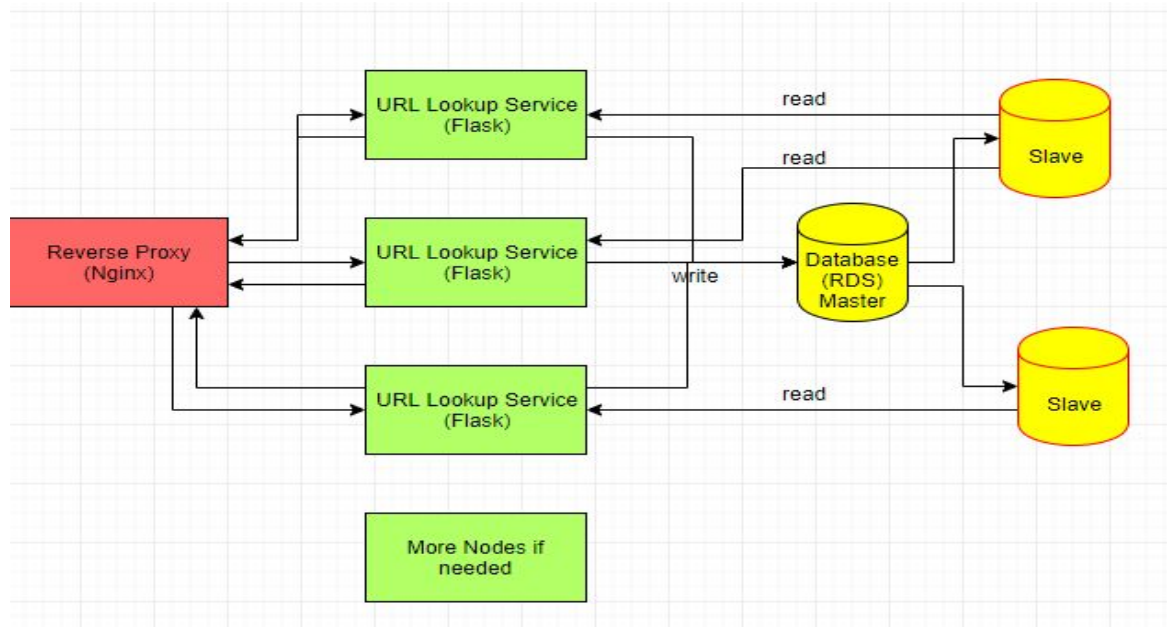 URL Lookup Service
(Flask)
read
Slave
read
Reverse Proxy
(Nginx)
URL Lookup Service
(Flask)
write
Database
(RDS)
Master
URL Lookup Service
(Flask)
read
Slave
More Nodes if
needed